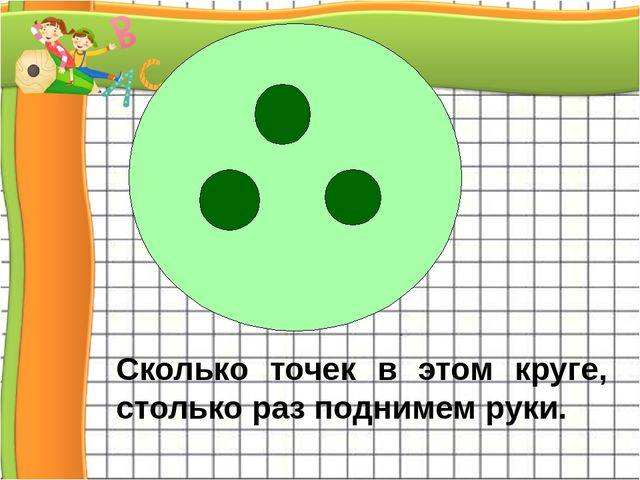 В
А С
Сколько точек в этом круге,
столько раз поднимем руки.